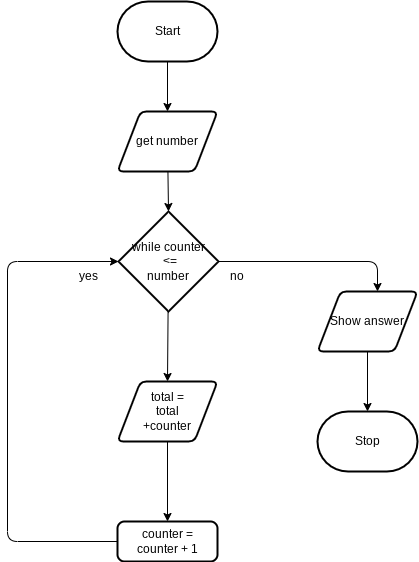 Start
get number
while counter
<=
number
yes
no
Show answer
total =
total
+counter
Stop
counter =
counter + 1